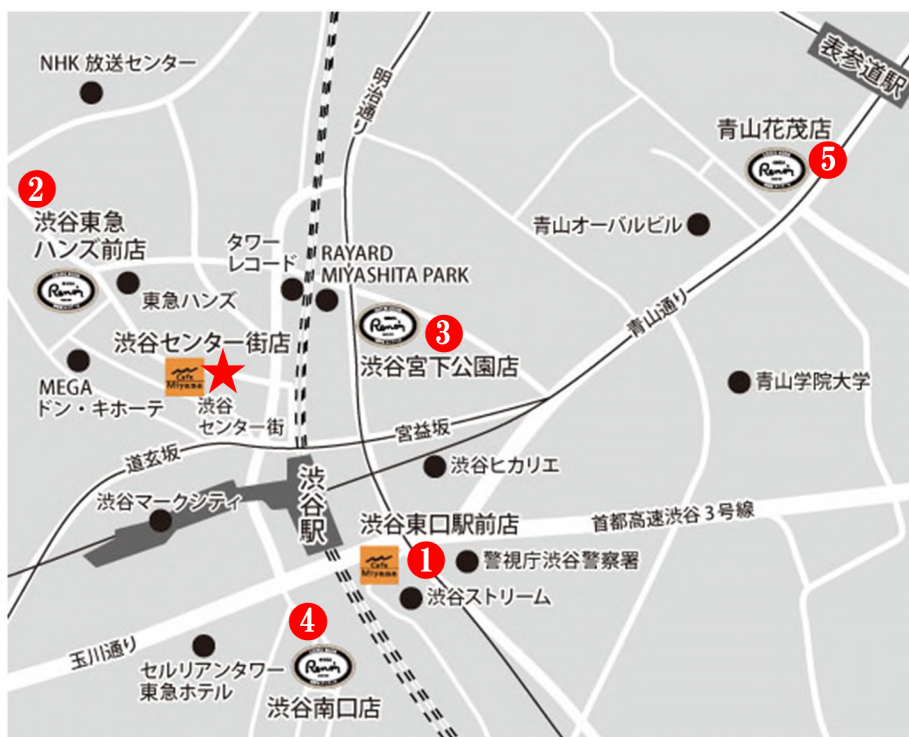 NHK 放送センター
明治通り
表参道駅
青山花茂店
Renoir
5
2
渋谷東急
ハンズ前店
Renoir
東急ハンズ
タワー
レコード
RAYARD
MIYASHITA PARK
青山オーバルビル
青山通り
渋谷センター街店
Cafe
Miyama
渋谷
センター街
MEGA
ドン・キホーテ
Renoir
3
渋谷宮下公園店
青山学院大学
道玄坂
宮益坂
渋谷ヒカリエ
渋谷マークシティ
渋谷駅
首都高速渋谷3号線
渋谷東口駅前店
Cafe
Miyama
1
警視庁渋谷警察署
渋谷ストリーム
玉川通り
セルリアンタワー
東急ホテル
4
Renoir
渋谷南口店